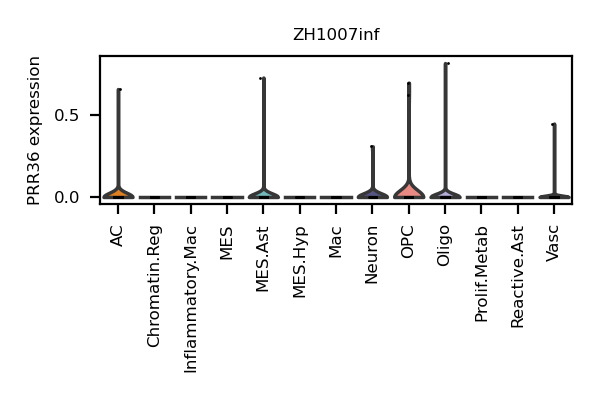 ZH1007inf
PRR36 expression
0.5
0.0
AC
Chromatin.Reg
Inflammatory.Mac
MES
MES.Ast
MES.Hyp
Mac
Neuron
OPC
Oligo
Prolif.Metab
Reactive.Ast
Vasc